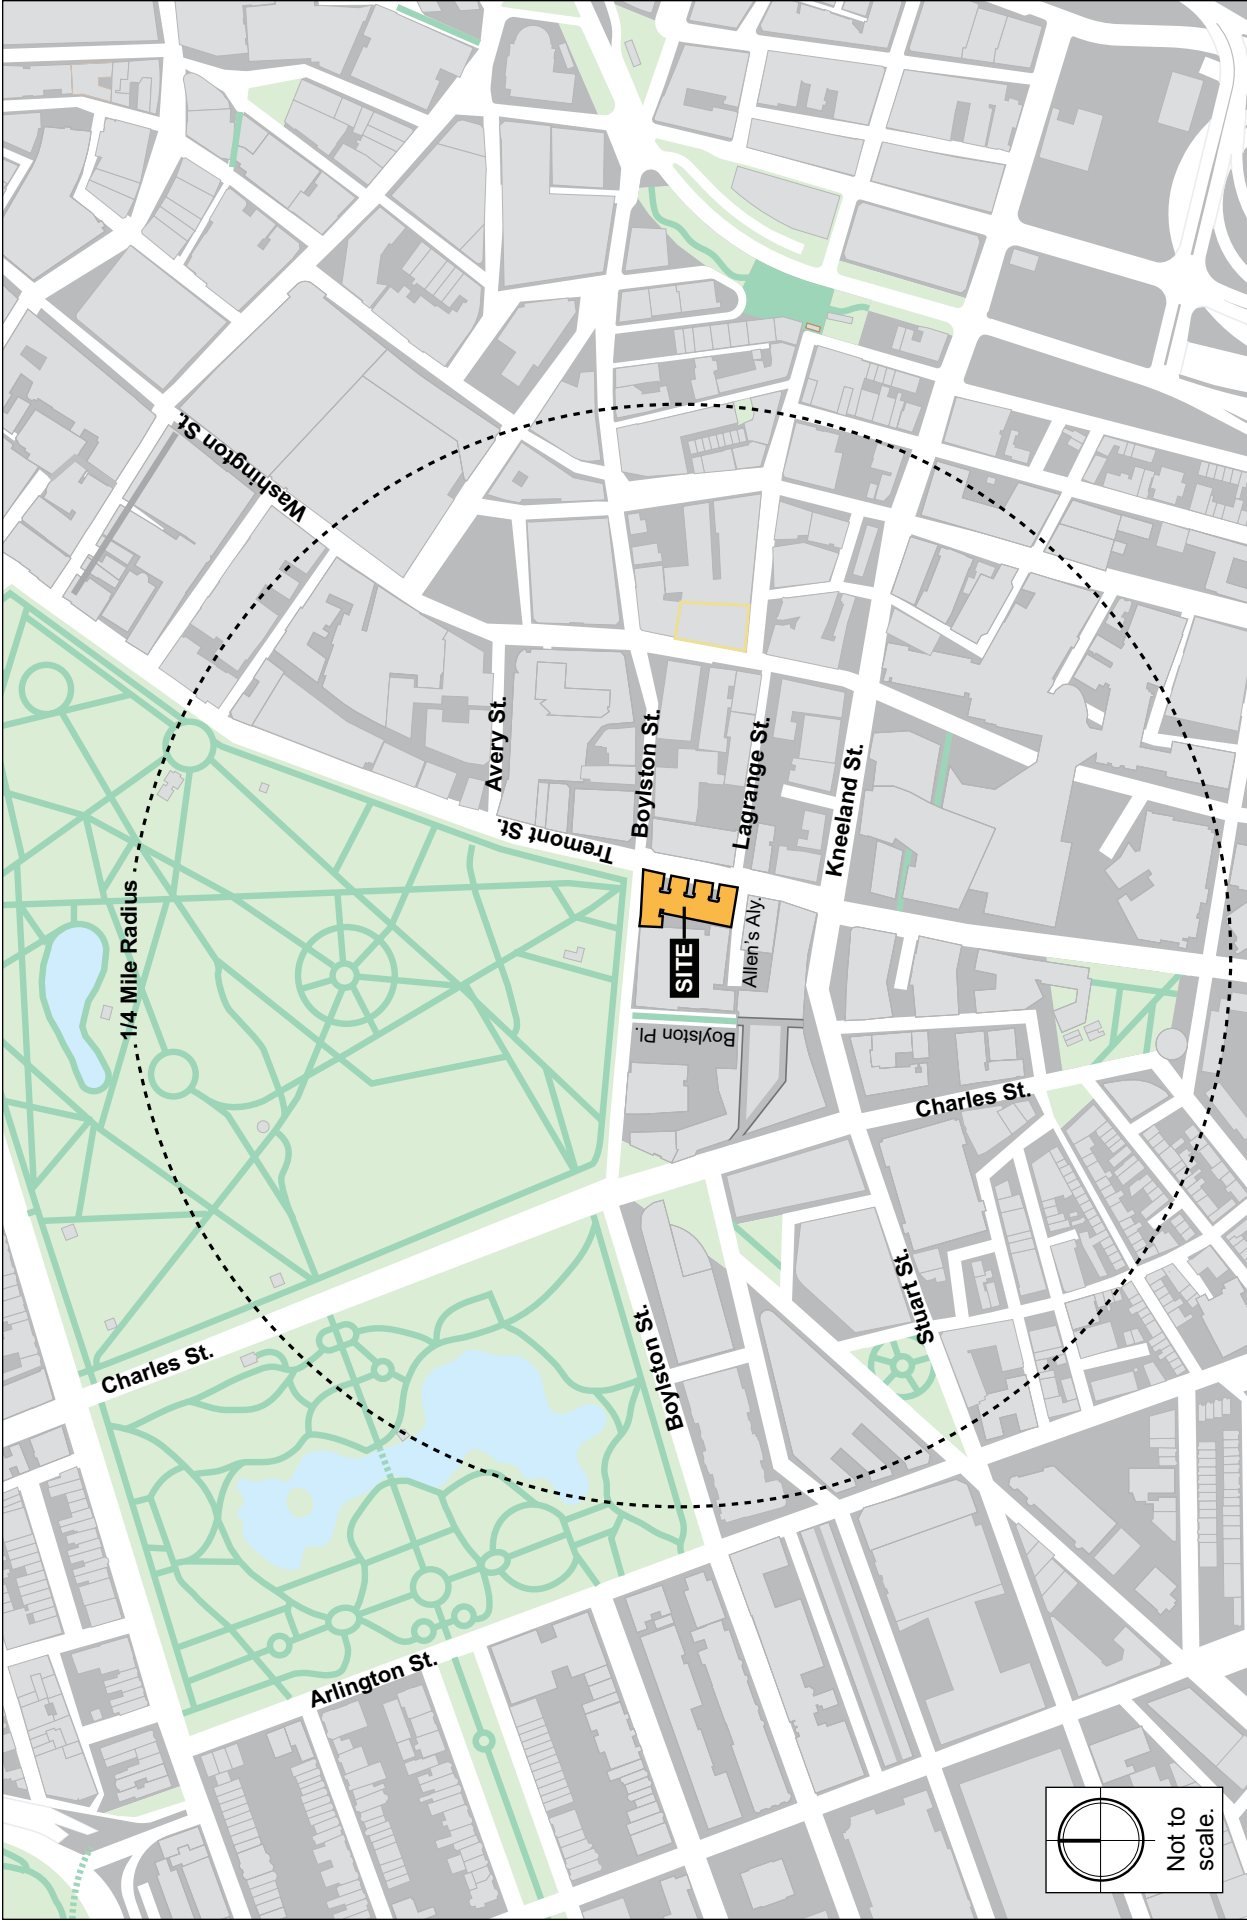 Washington St.
1/4 Mile Radius
Avery St.
Tremont St.
Boylston St.
Lagrange St.
Kneeland St.
SITE
Allen's Aly.
Boylston Pl.
Charles St.
Charles St.
Boylston St.
Stuart St.
Arlington St.
Not to
scale.